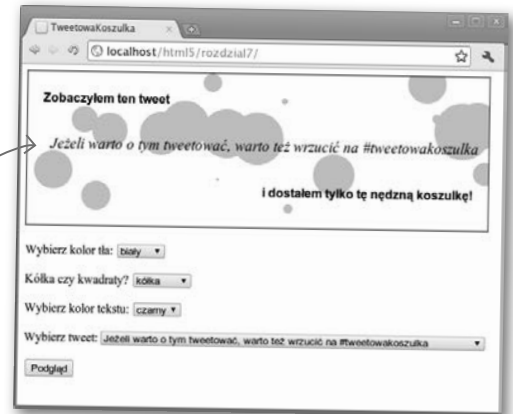 TweetowaKoszulka
localhost/html5/rozdzial7/
Zobaczyłem ten tweet
Jeżeli warto o tym tweetować, warto też wrzucić na #tweetowakoszulka
i dostałem tylko tę nędzną koszulkę!
Wybierz kolor tła: biały
Kółka czy kwadraty? kółka
Wybierz kolor tekstu: czarny
Wybierz tweet: Jeżeli warto o tym tweetować, warto też wrzucić na #tweetowakoszulka
Podgląd